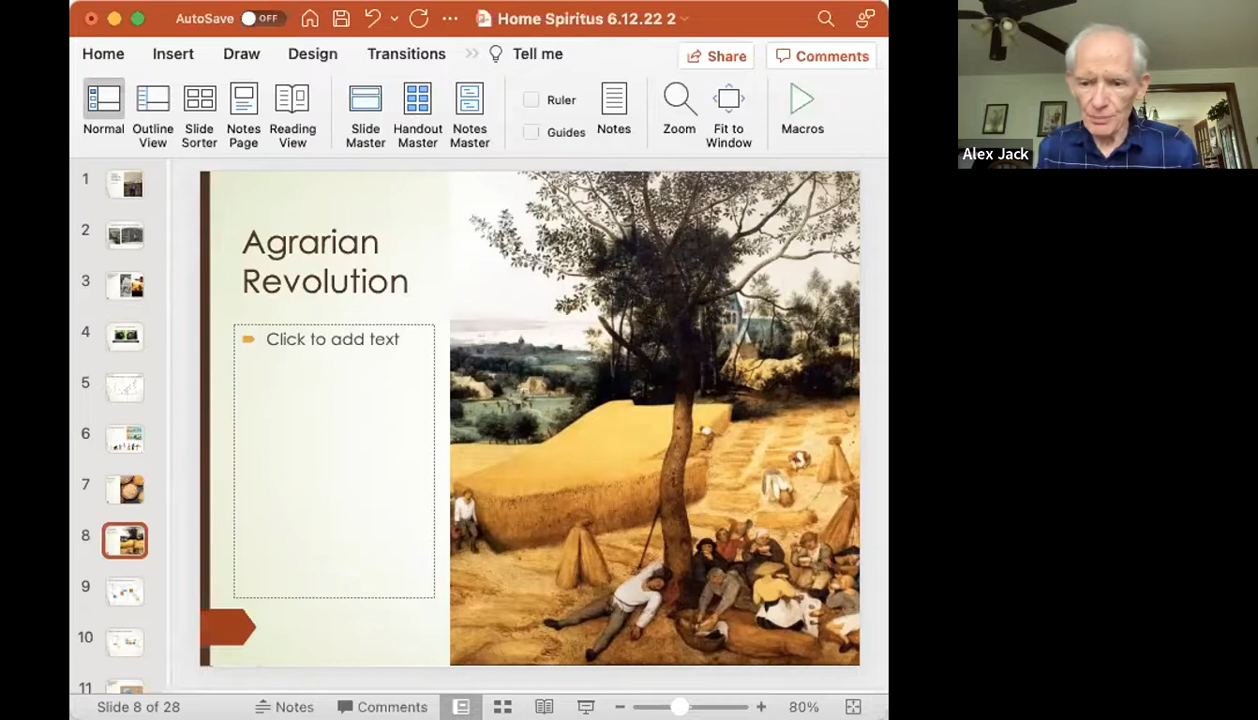 AutoSave OFF Home Spiritus 6.12.22 2
Home Insert Draw Design Transitions Tell me Share Comments
Normal Outline View Slide Sorter Notes Page Reading View Slide Master Handout Master Notes Master Ruler Guides Notes Zoom Fit to Window Macros
Alex Jack
1
2
3
4
5
6
7
8
9
10
11
Agrarian
Revolution
Click to add text
Slide 8 of 28 Notes Comments 80%